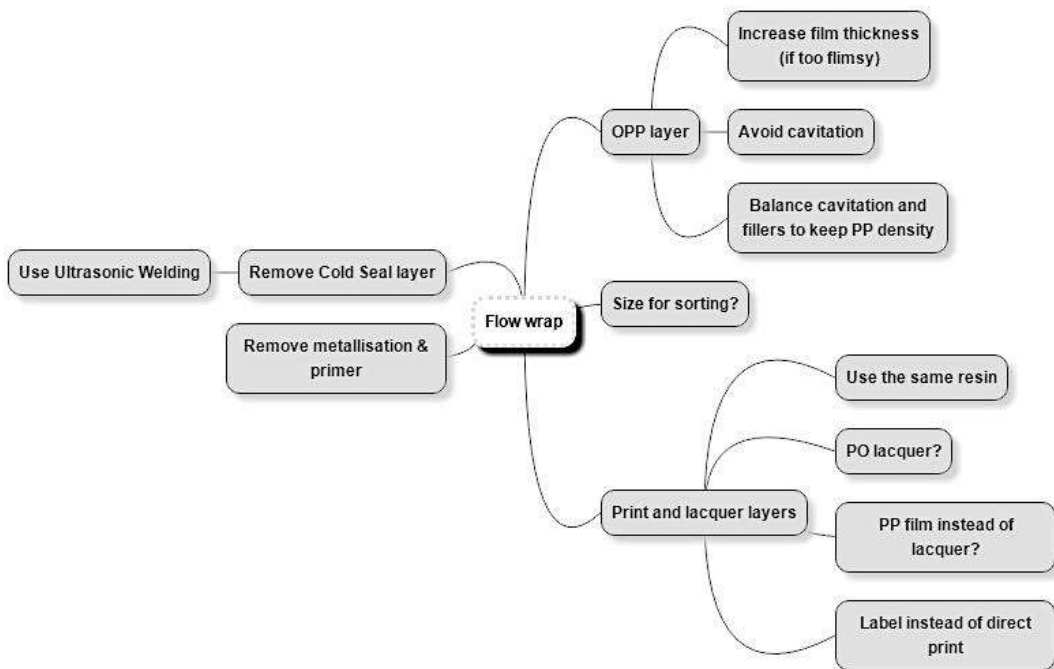 Increase film thickness
(if too flimsy)
OPP layer
Avoid cavitation
Balance cavitation and
fillers to keep PP density
Use Ultrasonic Welding
Remove Cold Seal layer
Size for sorting?
Flow wrap
Remove metallisation &
primer
Use the same resin
PO lacquer?
Print and lacquer layers
PP film instead of
lacquer?
Label instead of direct
print